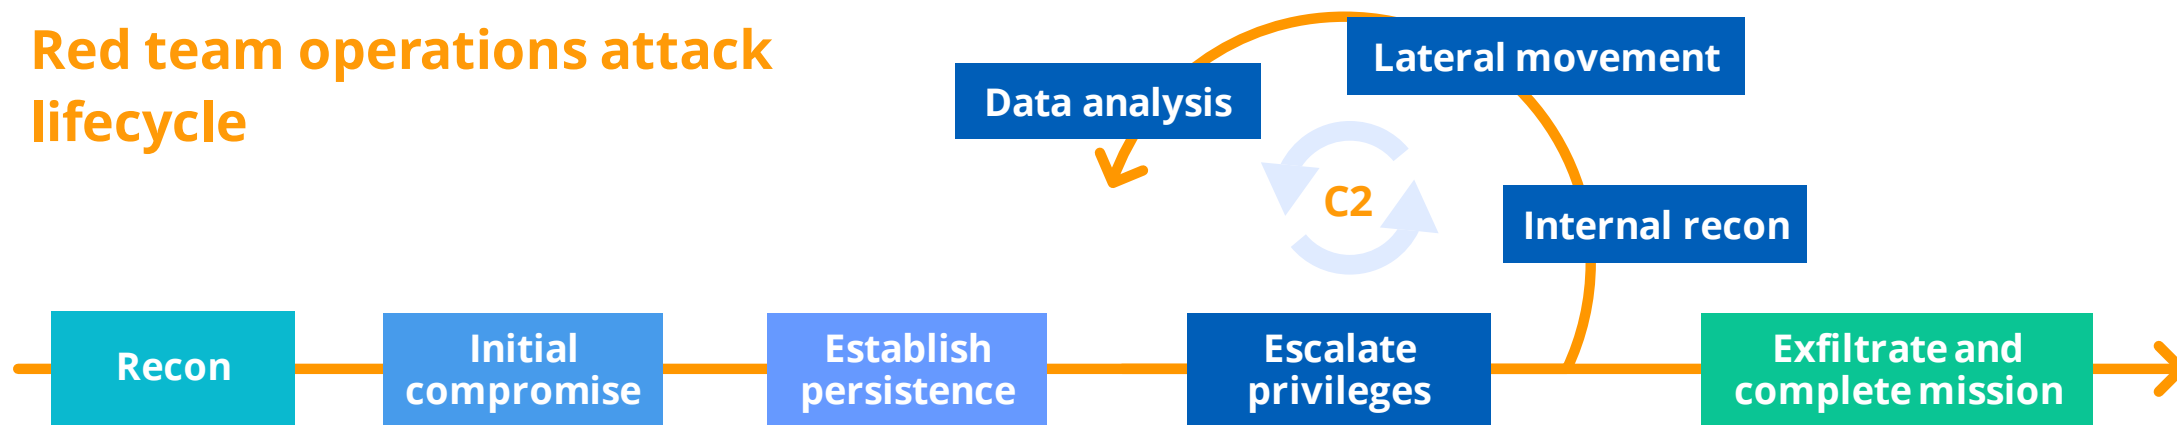 Red team operations attack
lifecycle
Lateral movement
Data analysis
C2
Internal recon
Recon
Initial
compromise
Establish
persistence
Escalate
privileges
Exfiltrate and
complete mission